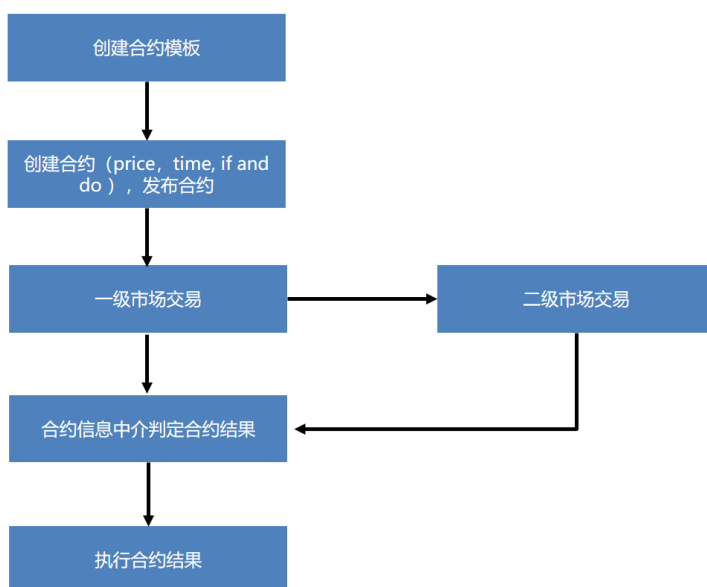 创建合约模板
创建合约（price，time, if and
do ），发布合约
一级市场交易
二级市场交易
合约信息中介判定合约结果
执行合约结果